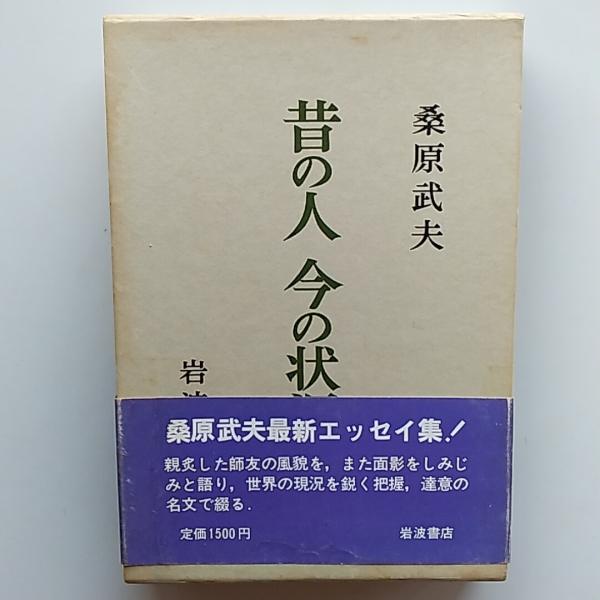 桑原武夫
昔の人 今の状
岩
桑原武夫最新エッセイ集!
親炙した師友の風貌を，また面影をしみじ
みと語り，世界の現況を鋭く把握，達意の
名文で綴る．
定価1500円
岩波書店